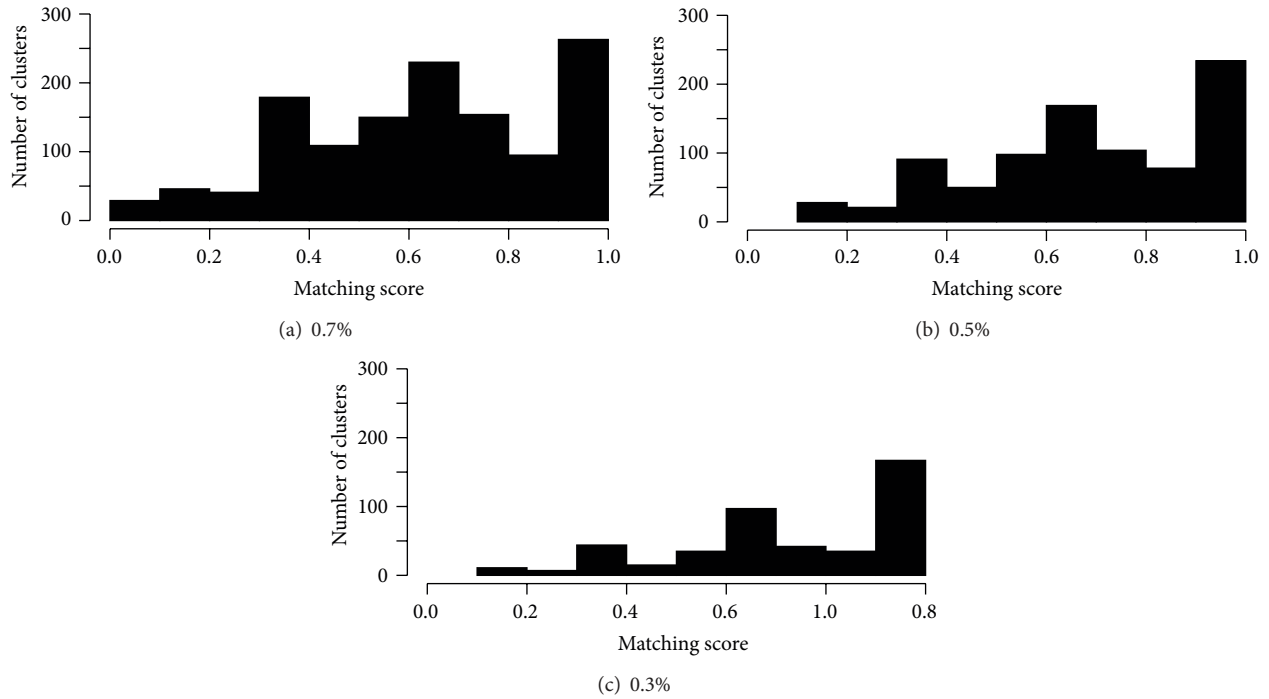 300
200
100
0
Number of clusters
0.0 0.2 0.4 0.6 0.8 1.0
Matching score
(a) 0.7%
300
200
100
0
Number of clusters
0.0 0.2 0.4 0.6 0.8 1.0
Matching score
(b) 0.5%
300
200
100
0
Number of clusters
0.0 0.2 0.4 0.6 1.0 0.8
Matching score
(c) 0.3%